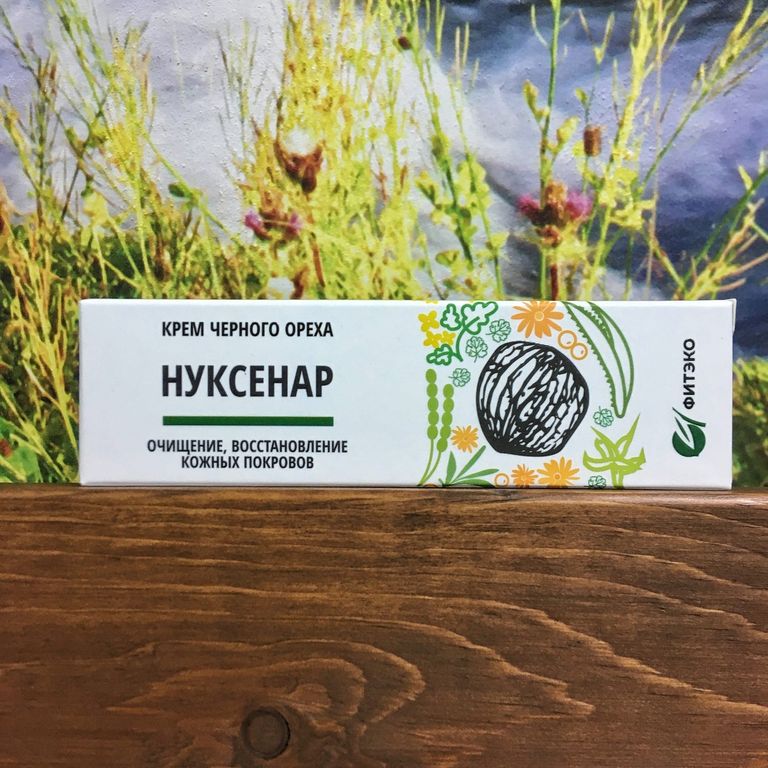 КРЕМ ЧЕРНОГО ОРЕХА
НУКСЕНАР
ОЧИЩЕНИЕ, ВОССТАНОВЛЕНИЕ
КОЖНЫХ ПОКРОВОВ
ФИТЭКО